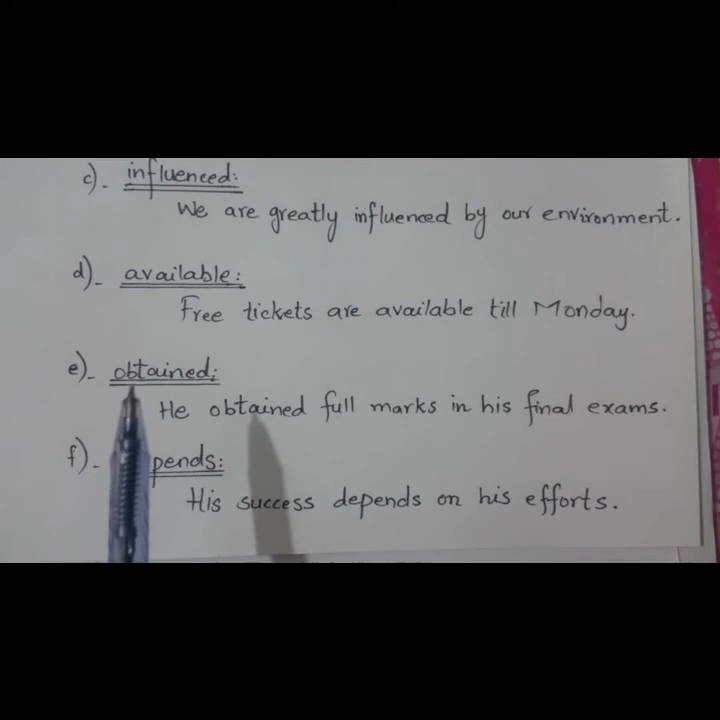 c)- influenced:
We are greatly influenced by our environment.
d)- available:
Free tickets are available till Monday.
e)- obtained:
He obtained full marks in his final exams.
f)- pends:
His success depends on his efforts.